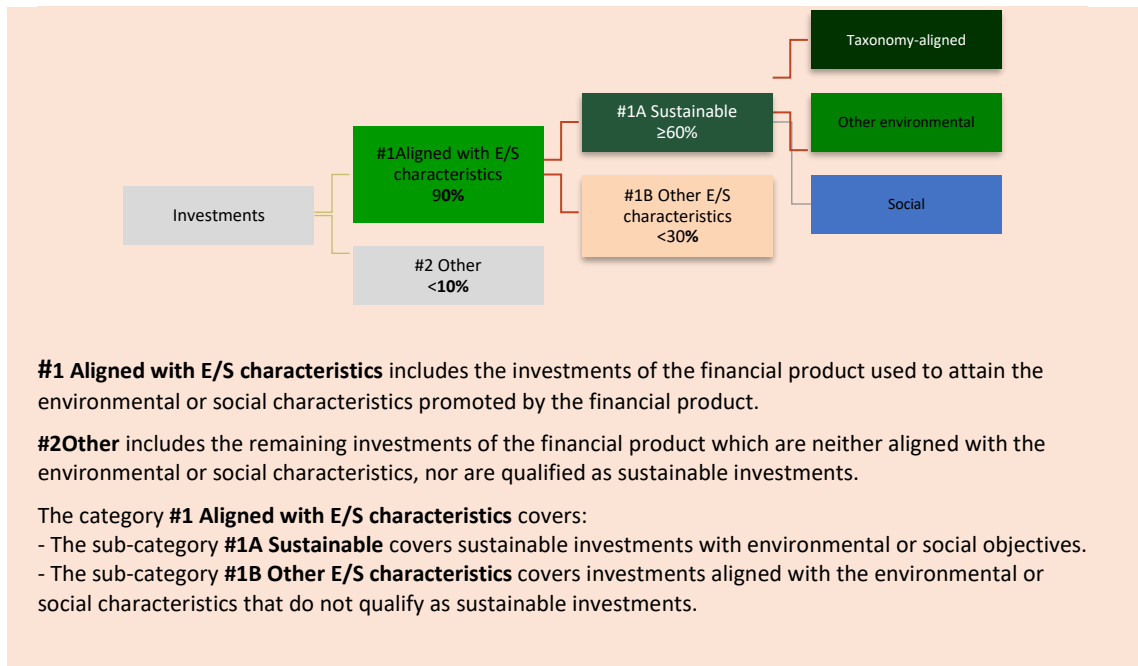 Taxonomy-aligned
#1A Sustainable
≥60%
Other environmental
#1Aligned with E/S
characteristics
90%
#1B Other E/S
characteristics
<30%
Social
Investments
#2 Other
<10%
#1 Aligned with E/S characteristics includes the investments of the financial product used to attain the
environmental or social characteristics promoted by the financial product.
#2Other includes the remaining investments of the financial product which are neither aligned with the
environmental or social characteristics, nor are qualified as sustainable investments.
The category #1 Aligned with E/S characteristics covers:
- The sub-category #1A Sustainable covers sustainable investments with environmental or social objectives.
- The sub-category #1B Other E/S characteristics covers investments aligned with the environmental or
social characteristics that do not qualify as sustainable investments.